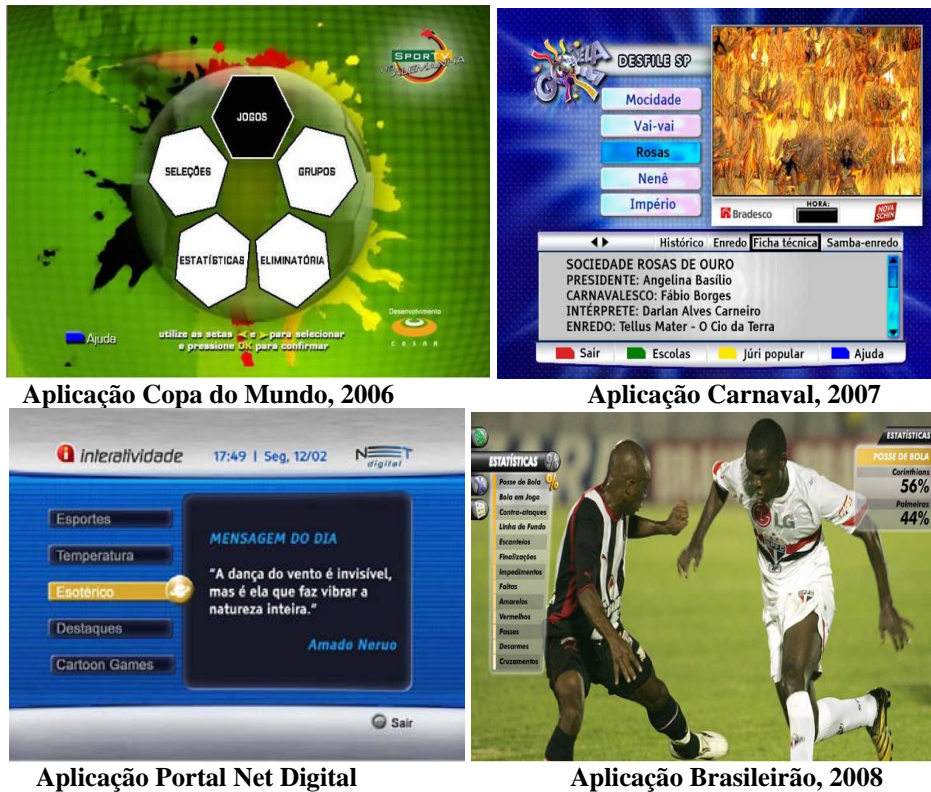 SPORTV
NA ALEMANHA
JOGOS
SELEÇÕES
GRUPOS
ESTATÍSTICAS
ELIMINATÓRIA
Desenvolvimento
C E S A R
Ajuda
utilize as setas < e > para selecionar
e pressione OK para confirmar
DESFILE SP
Mocidade
Vai-vai
Rosas
Nenê
Império
Bradesco
HORA:
NOVA
SCHIN
Histórico Enredo Ficha técnica Samba-enredo
SOCIEDADE ROSAS DE OURO
PRESIDENTE: Angelina Basílio
CARNAVALESCO: Fábio Borges
INTÉRPRETE: Darlan Alves Carneiro
ENREDO: Tellus Mater - O Cio da Terra
Sair Escolas Júri popular Ajuda
Aplicação Copa do Mundo, 2006
Aplicação Carnaval, 2007
i interatividade 17:49 | Seg, 12/02 NET
digital
Esportes
Temperatura
Esotérico
Destaques
Cartoon Games
MENSAGEM DO DIA
"A dança do vento é invisível,
mas é ela que faz vibrar a
natureza inteira."
Amado Neruo
Sair
ESTATÍSTICAS %
Posse de Bola %
Bola em Jogo
Contra-ataques
Linha de Fundo
Escanteios
Finalizações
Impedimentos
Faltas
Amarelos
Vermelhos
Passes
Desarmes
Cruzamentos
LG
ESTATÍSTICAS
POSSE DE BOLA
Corinthians
56%
Palmeiras
44%
Aplicação Portal Net Digital
Aplicação Brasileirão, 2008